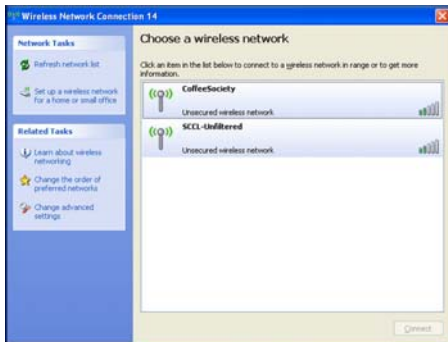 Wireless Network Connection 14
Network Tasks
Refresh network list
Set up a wireless network
for a home or small office
Related Tasks
Learn about wireless
networking
Change the order of
preferred networks
Change advanced
settings
Choose a wireless network
Click an item in the list below to connect to a wireless network in range or to get more
information.
CoffeeSociety
Unsecured wireless network
SCCL-Unfiltered
Unsecured wireless network
Connect